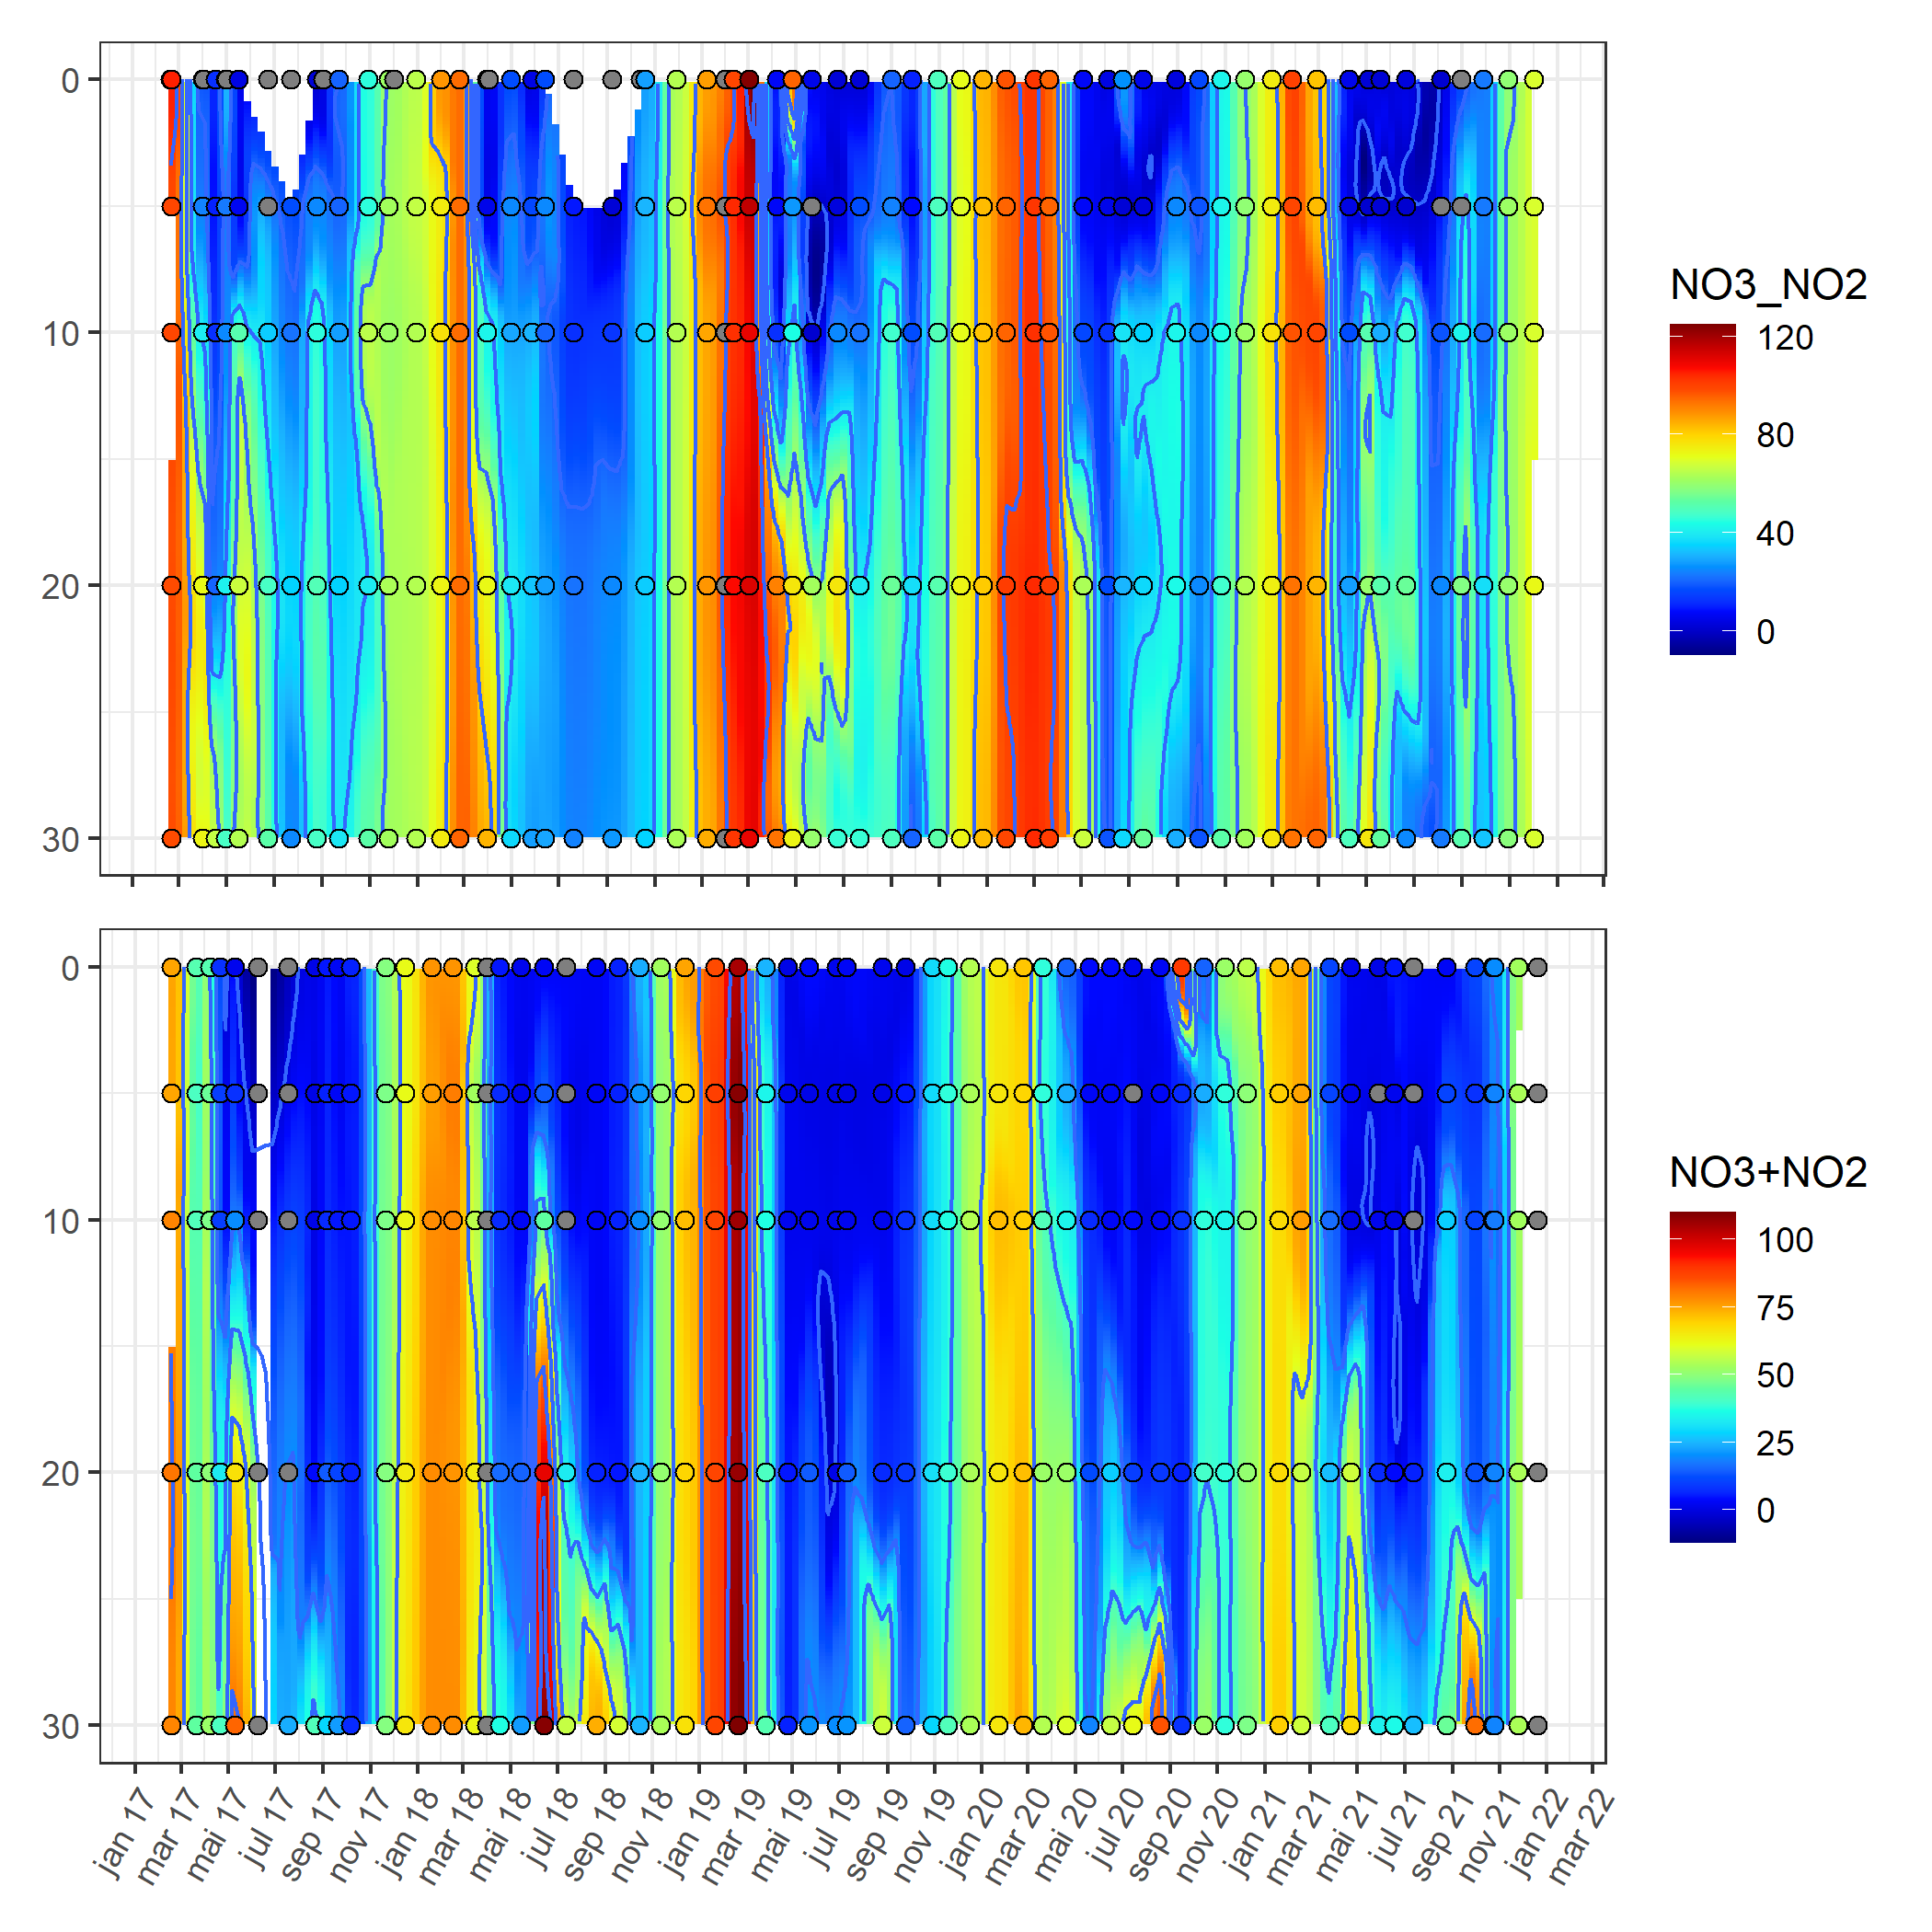 0
10
20
30
NO3_NO2
120
80
40
0
0
10
20
30
NO3+NO2
100
75
50
25
0
jan 17
mar 17
mai 17
jul 17
sep 17
nov 17
jan 18
mar 18
mai 18
jul 18
sep 18
nov 18
jan 19
mar 19
mai 19
jul 19
sep 19
nov 19
jan 20
mar 20
mai 20
jul 20
sep 20
nov 20
jan 21
mar 21
mai 21
jul 21
sep 21
nov 21
jan 22
mar 22